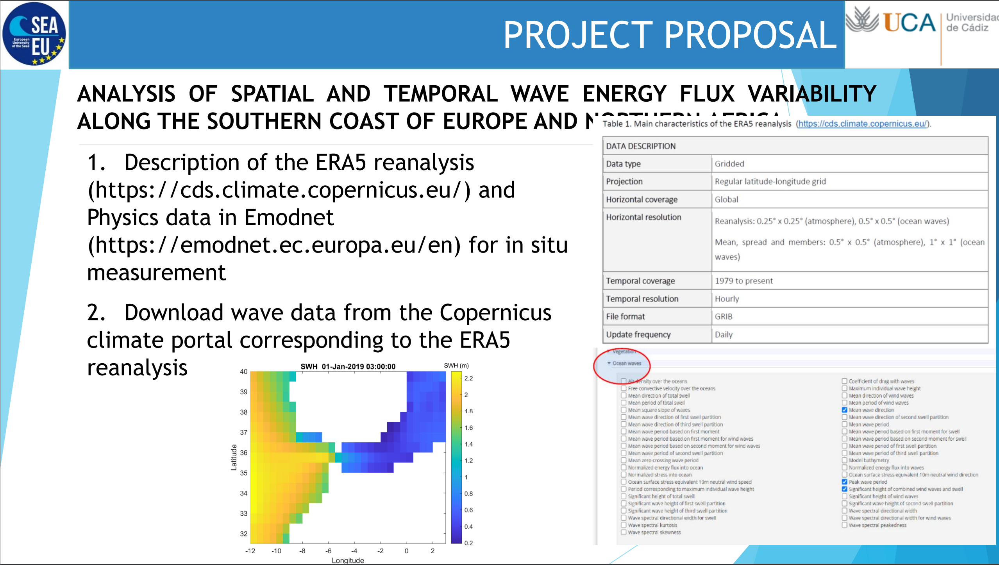 SEA
EU
European
University
of the Seas
PROJECT PROPOSAL
UCA
Universidad
de Cádiz
ANALYSIS OF SPATIAL AND TEMPORAL WAVE ENERGY FLUX VARIABILITY
ALONG THE SOUTHERN COAST OF EUROPE AND NORTHERN AFRICA
1. Description of the ERA5 reanalysis
(https://cds.climate.copernicus.eu/) and
Physics data in Emodnet
(https://emodnet.ec.europa.eu/en) for in situ
measurement
2. Download wave data from the Copernicus
climate portal corresponding to the ERA5
reanalysis
SWH 01-Jan-2019 03:00:00
SWH (m)
40
39
38
37
36
35
34
33
32
Latitude
-12 -10 -8 -6 -4 -2 0 2
Longitude
2.2
2
1.8
1.6
1.4
1.2
1
0.8
0.6
0.4
0.2
Table 1. Main characteristics of the ERA5 reanalysis (https://cds.climate.copernicus.eu/).
DATA DESCRIPTION
Data type Gridded
Projection Regular latitude-longitude grid
Horizontal coverage Global
Horizontal resolution Reanalysis: 0.25° x 0.25° (atmosphere), 0.5° x 0.5° (ocean waves)
Mean, spread and members: 0.5° x 0.5° (atmosphere), 1° x 1° (ocean
waves)
Temporal coverage 1979 to present
Temporal resolution Hourly
File format GRIB
Update frequency Daily
Vegetation
Ocean waves
Air density over the oceans
Free convective velocity over the oceans
Mean direction of total swell
Mean period of total swell
Mean square slope of waves
Mean wave direction of first swell partition
Mean wave direction of third swell partition
Mean wave period based on first moment
Mean wave period based on first moment for wind waves
Mean wave period based on second moment for wind waves
Mean wave period of second swell partition
Mean zero-crossing wave period
Normalized energy flux into ocean
Normalized stress into ocean
Ocean surface stress equivalent 10m neutral wind speed
Period corresponding to maximum individual wave height
Significant height of total swell
Significant wave height of first swell partition
Significant wave height of third swell partition
Wave spectral directional width for swell
Wave spectral kurtosis
Wave spectral skewness
Coefficient of drag with waves
Maximum individual wave height
Mean direction of wind waves
Mean period of wind waves
Mean wave direction
Mean wave direction of second swell partition
Mean wave period
Mean wave period based on first moment for swell
Mean wave period based on second moment for swell
Mean wave period of first swell partition
Mean wave period of third swell partition
Model bathymetry
Normalized energy flux into waves
Ocean surface stress equivalent 10m neutral wind direction
Peak wave period
Significant height of combined wind waves and swell
Significant height of wind waves
Significant wave height of second swell partition
Wave spectral directional width
Wave spectral directional width for wind waves
Wave spectral peakedness